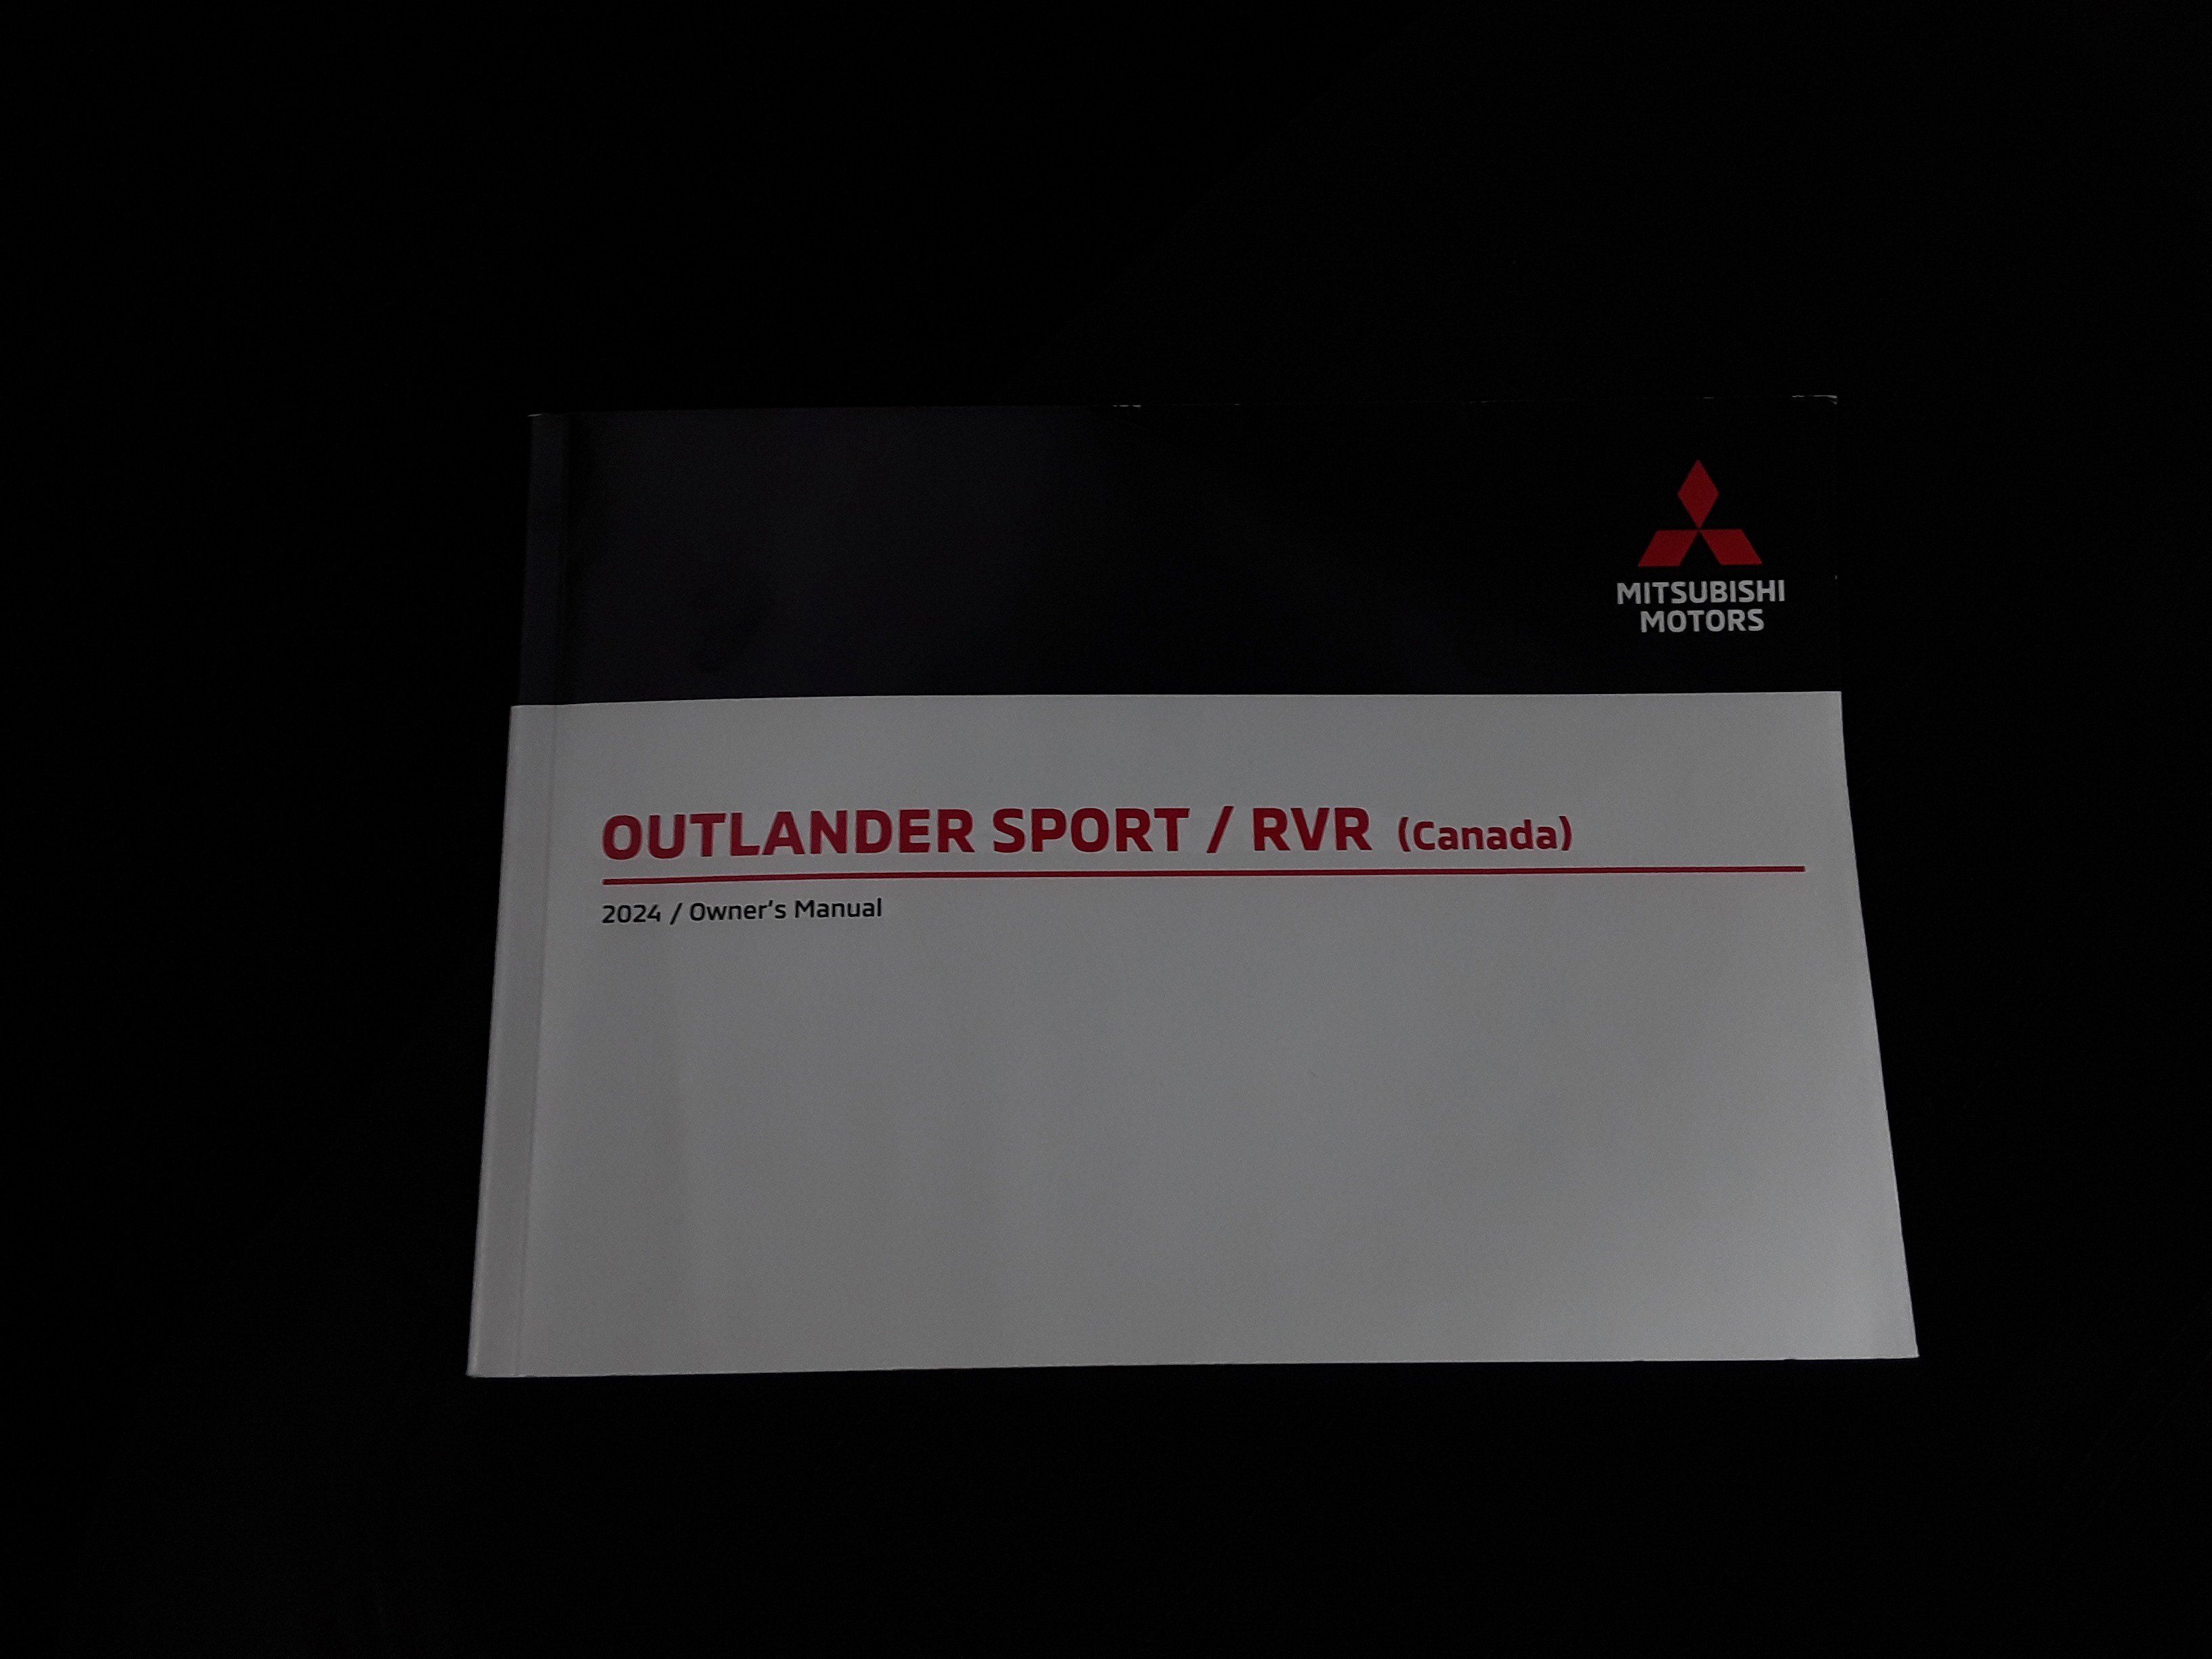 MITSUBISHI
MOTORS
OUTLANDER SPORT / RVR (Canada)
2024 / Owner's Manual